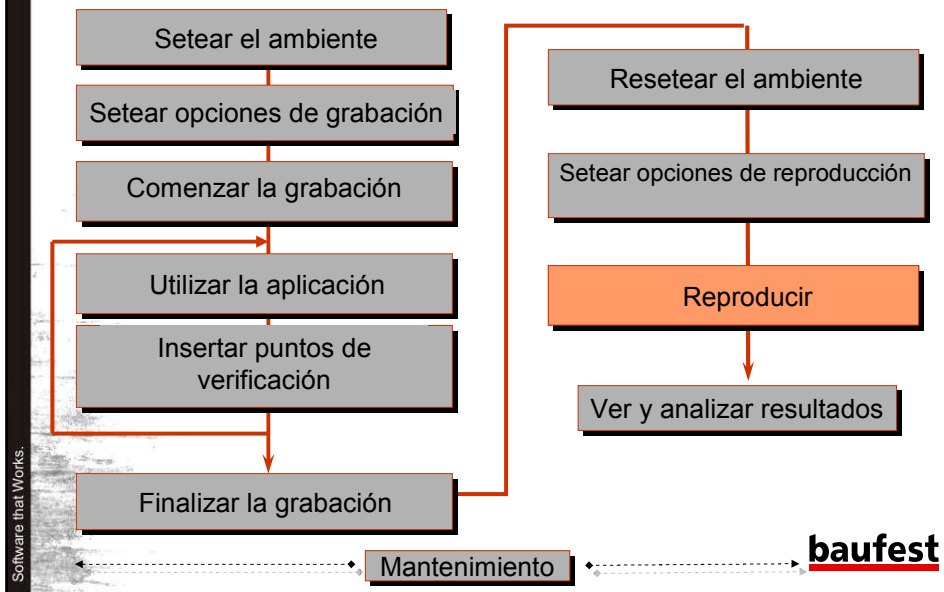 Setear el ambiente
Setear opciones de grabación
Comenzar la grabación
Utilizar la aplicación
Insertar puntos de
verificación
Finalizar la grabación
Resetear el ambiente
Setear opciones de reproducción
Reproducir
Ver y analizar resultados
Mantenimiento
baufest
Software that Works.